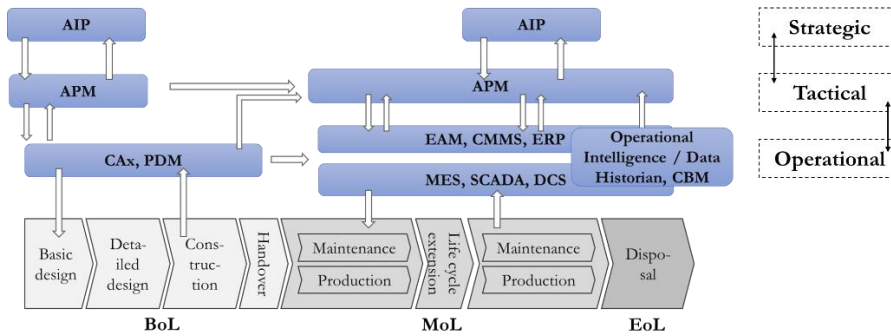 AIP
AIP
Strategic
APM
APM
Tactical
EAM, CMMS, ERP
Operational
Intelligence / Data
Historian, CBM
CAx, PDM
MES, SCADA, DCS
Operational
Basic
design
Detai-
led
design
Cons-
truc-
tion
Handover
Maintenance
Production
Life cycle
extension
Maintenance
Production
Dispo-
sal
BoL
MoL
EoL